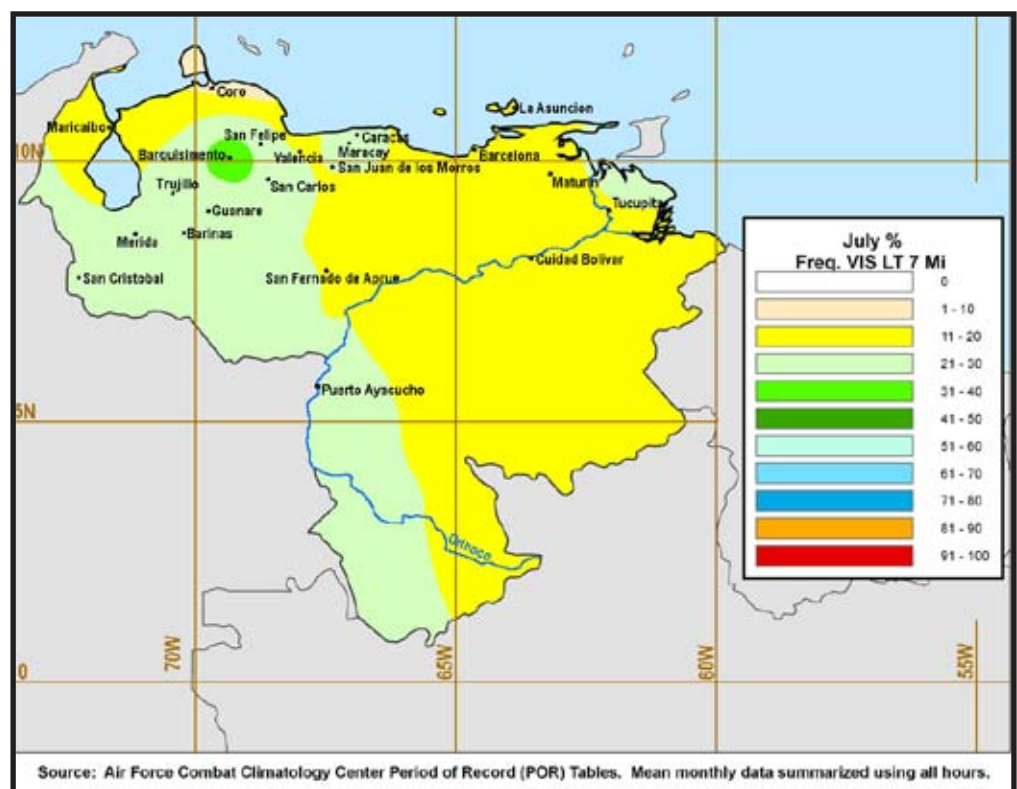 Coro
La Asuncion
Maricaibo
San Felipe
Caracas
10N
Barquisimento
Valencia
Maracay
Barcelona
San Juan de los Morros
Trujillo
San Carlos
Maturin
Guanare
Tucupita
Merida
Barinas
San Cristobal
San Fernado de Aprue
Cuidad Bolivar
Puerto Ayacucho
5N
Orinoco
70W
65W
60W
55W
0
July %
Freq. VIS LT 7 Mi
0
1 - 10
11 - 20
21 - 30
31 - 40
41 - 50
51 - 60
61 - 70
71 - 80
81 - 90
91 - 100
Source: Air Force Combat Climatology Center Period of Record (POR) Tables. Mean monthly data summarized using all hours.